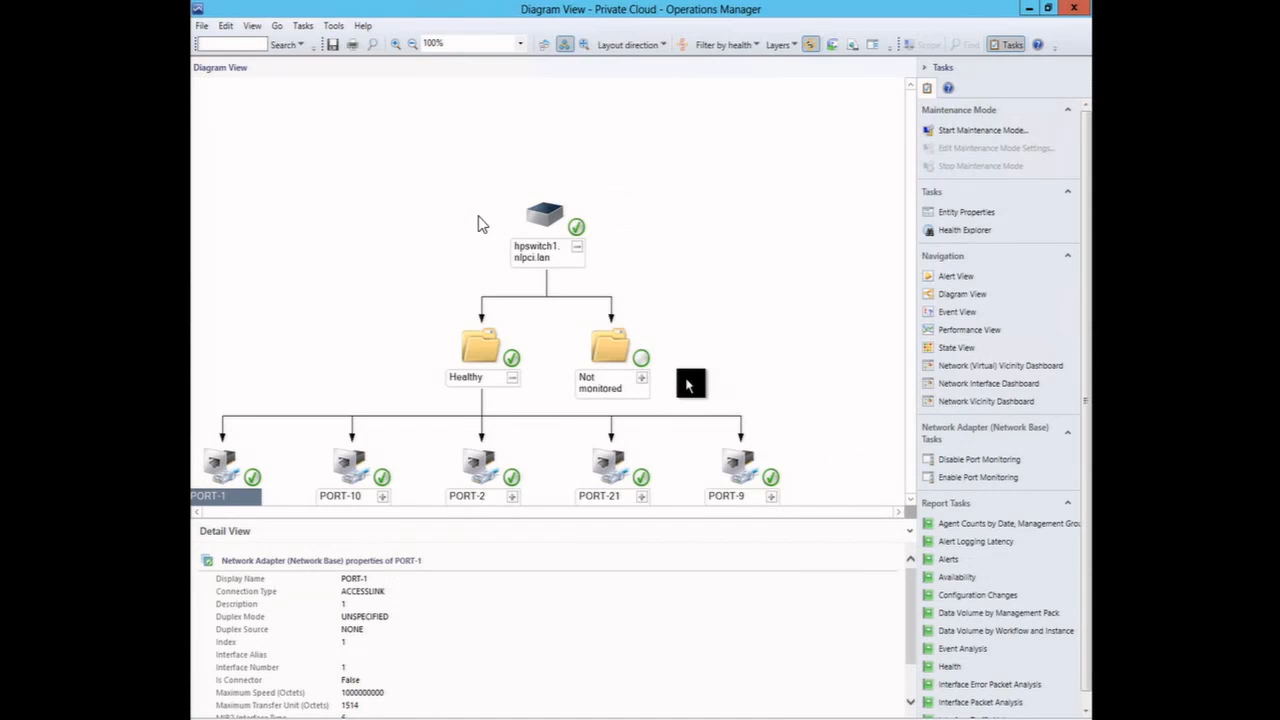 Diagram View - Private Cloud - Operations Manager
File Edit View Go Tasks Tools Help
Search 100% Layout direction Filter by health Layers Scope Find Tasks
Diagram View
Tasks
Maintenance Mode
Start Maintenance Mode...
Edit Maintenance Mode Settings...
Stop Maintenance Mode
Tasks
Entity Properties
Health Explorer
Navigation
Alert View
Diagram View
Event View
Performance View
State View
Network (Virtual) Vicinity Dashboard
Network Interface Dashboard
Network Vicinity Dashboard
Network Adapter (Network Base)
Tasks
Disable Port Monitoring
Enable Port Monitoring
Report Tasks
Agent Counts by Date, Management Grou
Alert Logging Latency
Alerts
Availability
Configuration Changes
Data Volume by Management Pack
Data Volume by Workflow and Instance
Event Analysis
Health
Interface Error Packet Analysis
Interface Packet Analysis
hpswitch1.
nlpci.lan
Healthy
Not
monitored
PORT-1 PORT-10 PORT-2 PORT-21 PORT-9
Detail View
Network Adapter (Network Base) properties of PORT-1
Display Name PORT-1
Connection Type ACCESSLINK
Description 1
Duplex Mode UNSPECIFIED
Duplex Source NONE
Index 1
Interface Alias
Interface Number 1
Is Connector False
Maximum Speed (Octets) 1000000000
Maximum Transfer Unit (Octets) 1514
MIB2 Interface Type 6